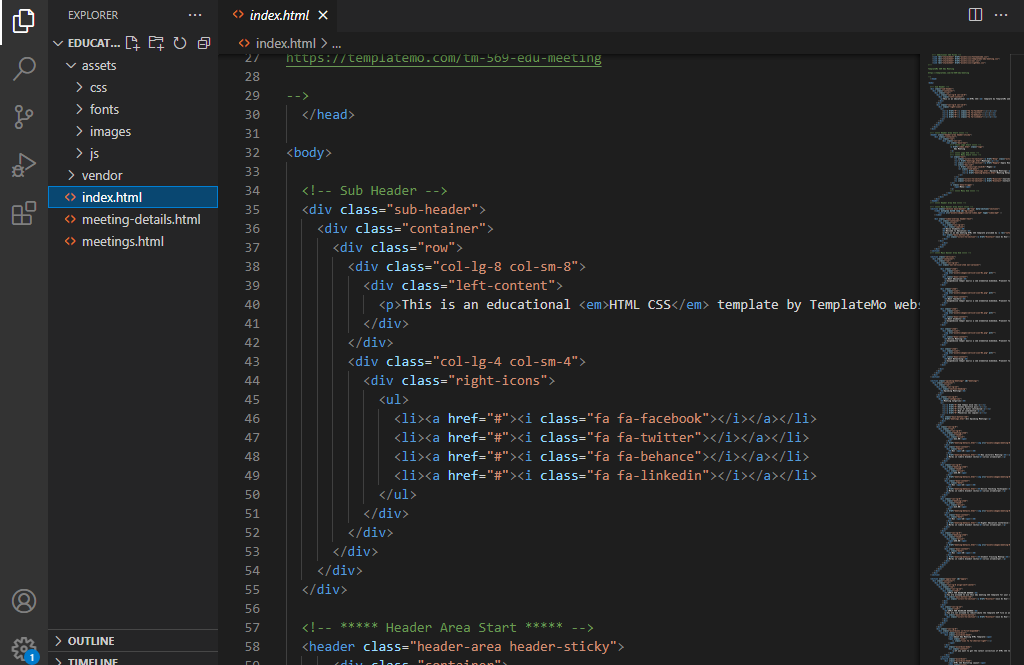 EXPLORER
EDUCAT...
assets
css
fonts
images
js
vendor
index.html
meeting-details.html
meetings.html
OUTLINE
TIMELINE
1
index.html
index.html > ...
27 https://templatemo.com/tm-569-edu-meeting
28
29 -->
30 </head>
31
32 <body>
33
34 <!-- Sub Header -->
35 <div class="sub-header">
36 <div class="container">
37 <div class="row">
38 <div class="col-lg-8 col-sm-8">
39 <div class="left-content">
40 <p>This is an educational <em>HTML CSS</em> template by TemplateMo webs
41 </div>
42 </div>
43 <div class="col-lg-4 col-sm-4">
44 <div class="right-icons">
45 <ul>
46 <li><a href="#"><i class="fa fa-facebook"></i></a></li>
47 <li><a href="#"><i class="fa fa-twitter"></i></a></li>
48 <li><a href="#"><i class="fa fa-behance"></i></a></li>
49 <li><a href="#"><i class="fa fa-linkedin"></i></a></li>
50 </ul>
51 </div>
52 </div>
53 </div>
54 </div>
55 </div>
56
57 <!-- ***** Header Area Start ***** -->
58 <header class="header-area header-sticky">
59 <div class="container">